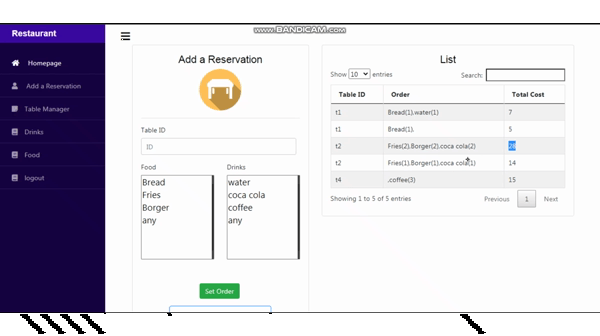 www.BANDICAM.com
Restaurant
Homepage
Add a Reservation
Table Manager
Drinks
Food
logout
Add a Reservation
Table ID
ID
Food
Drinks
Bread
Fries
Borger
any
water
coca cola
coffee
any
Set Order
List
Show 10 entries
Search:
Table ID Order Total Cost
t1 Bread(1),water(1) 7
t1 Bread(1), 5
t2 Fries(2),Borger(2),coca cola(2) 28
t2 Fries(1),Borger(1),coca cola(1) 14
t4 ,coffee(3) 15
Showing 1 to 5 of 5 entries
Previous 1 Next